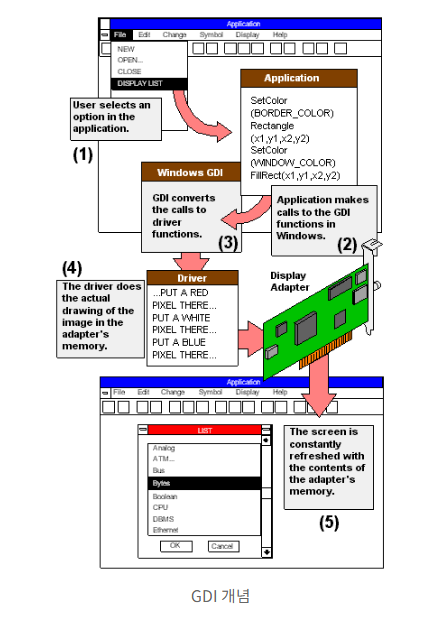 Application
File Edit Change Symbol Display Help
NEW
OPEN...
CLOSE
DISPLAY LIST
User selects an
option in the
application.
(1)
Application
SetColor
(BORDER_COLOR)
Rectangle
(x1,y1,x2,y2)
SetColor
(WINDOW_COLOR)
FillRect(x1,y1,x2,y2)
Application makes
calls to the GDI
functions in
Windows.
(2)
Windows GDI
GDI converts
the calls to
driver
functions.
(3)
(4)
The driver does
the actual
drawing of the
image in the
adapter's
memory.
Driver
...PUT A RED
PIXEL THERE...
PUT A WHITE
PIXEL THERE...
PUT A BLUE
PIXEL THERE...
Display
Adapter
Application
File Edit Change Symbol Display Help
LIST
Analog
ATM...
Bus
Bytes
Boolean
CPU
DBMS
Ethernet
OK Cancel
The screen is
constantly
refreshed with
the contents of
the adapter's
memory.
(5)
GDI 개념